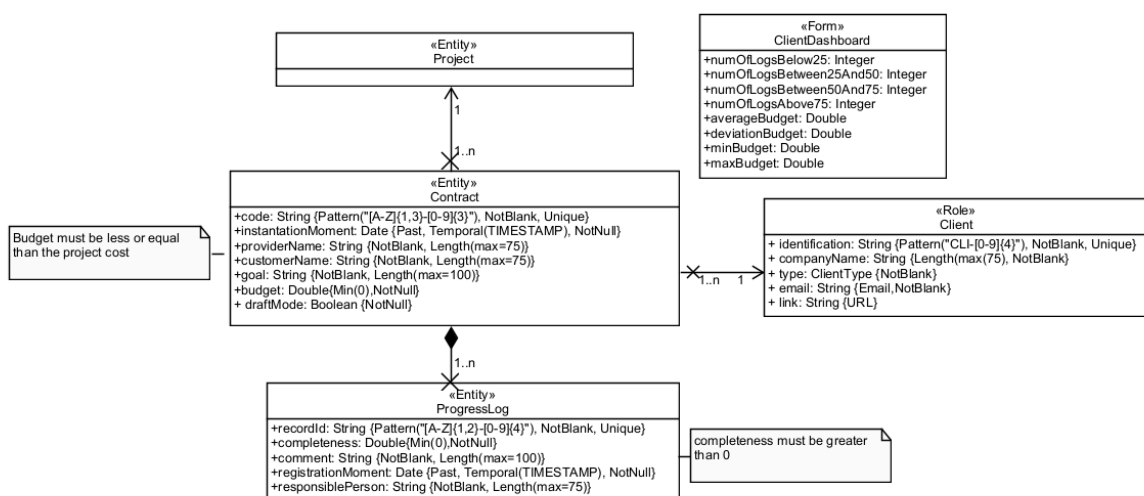 «Entity»
Project
1
1..n
«Form»
ClientDashboard
+numOfLogsBelow25: Integer
+numOfLogsBetween25And50: Integer
+numOfLogsBetween50And75: Integer
+numOfLogsAbove75: Integer
+averageBudget: Double
+deviationBudget: Double
+minBudget: Double
+maxBudget: Double
«Entity»
Contract
+code: String {Pattern("[A-Z]{1,3}-[0-9]{3}"), NotBlank, Unique}
+instantationMoment: Date {Past, Temporal(TIMESTAMP), NotNull}
+providerName: String {NotBlank, Length(max=75)}
+customerName: String {NotBlank, Length(max=75)}
+goal: String {NotBlank, Length(max=100)}
+budget: Double{Min(0),NotNull}
+ draftMode: Boolean {NotNull}
Budget must be less or equal
than the project cost
1..n 1
«Role»
Client
+ identification: String {Pattern("CLI-[0-9]{4}"), NotBlank, Unique}
+ companyName: String {Length(max(75), NotBlank}
+ type: ClientType {NotBlank}
+ email: String {Email,NotBlank}
+ link: String {URL}
1..n
«Entity»
ProgressLog
+recordId: String {Pattern("[A-Z]{1,2}-[0-9]{4}"), NotBlank, Unique}
+completeness: Double{Min(0),NotNull}
+comment: String {NotBlank, Length(max=100)}
+registrationMoment: Date {Past, Temporal(TIMESTAMP), NotNull}
+responsiblePerson: String {NotBlank, Length(max=75)}
completeness must be greater
than 0